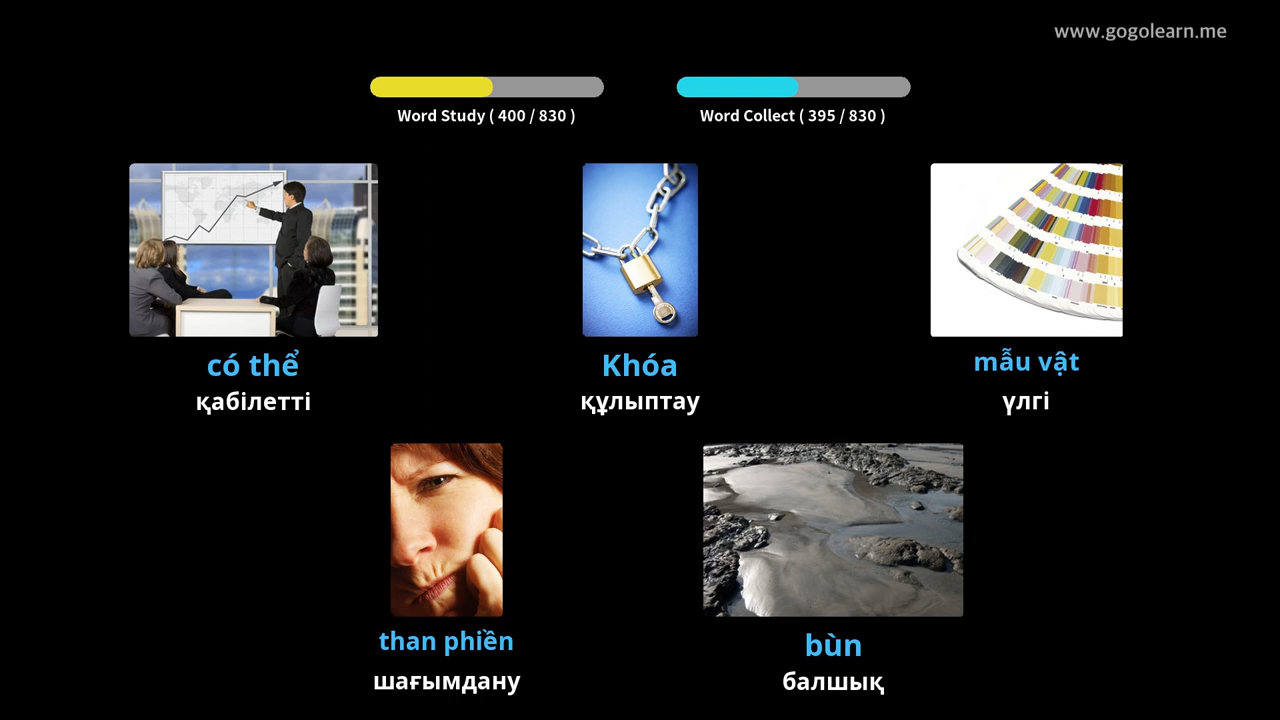 www.gogolearn.me
Word Study ( 400 / 830 )
Word Collect ( 395 / 830 )
có thể
қабілетті
Khóa
құлыптау
mẫu vật
үлгі
than phiền
шағымдану
bùn
балшық